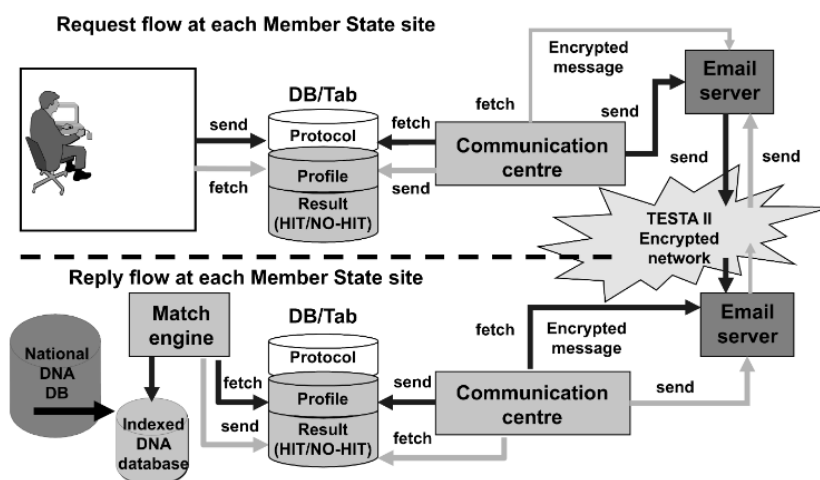 Request flow at each Member State site
DB/Tab
send
fetch
Protocol
Profile
Result
(HIT/NO-HIT)
fetch
send
fetch
Communication
centre
Encrypted
message
send
Email
server
send
send
TESTA II
Encrypted
network
Reply flow at each Member State site
National
DNA
DB
Match
engine
Indexed
DNA
database
fetch
send
DB/Tab
Protocol
Profile
Result
(HIT/NO-HIT)
send
fetch
Communication
centre
fetch
Encrypted
message
send
Email
server